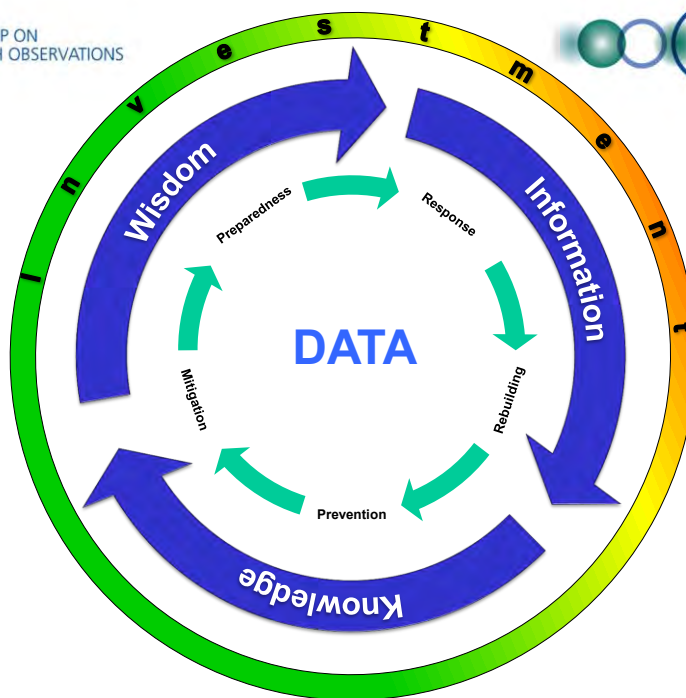 P ON
H OBSERVATIONS
Investment
Wisdom
Information
Knowledge
Preparedness
Response
Rebuilding
Prevention
Mitigation
DATA